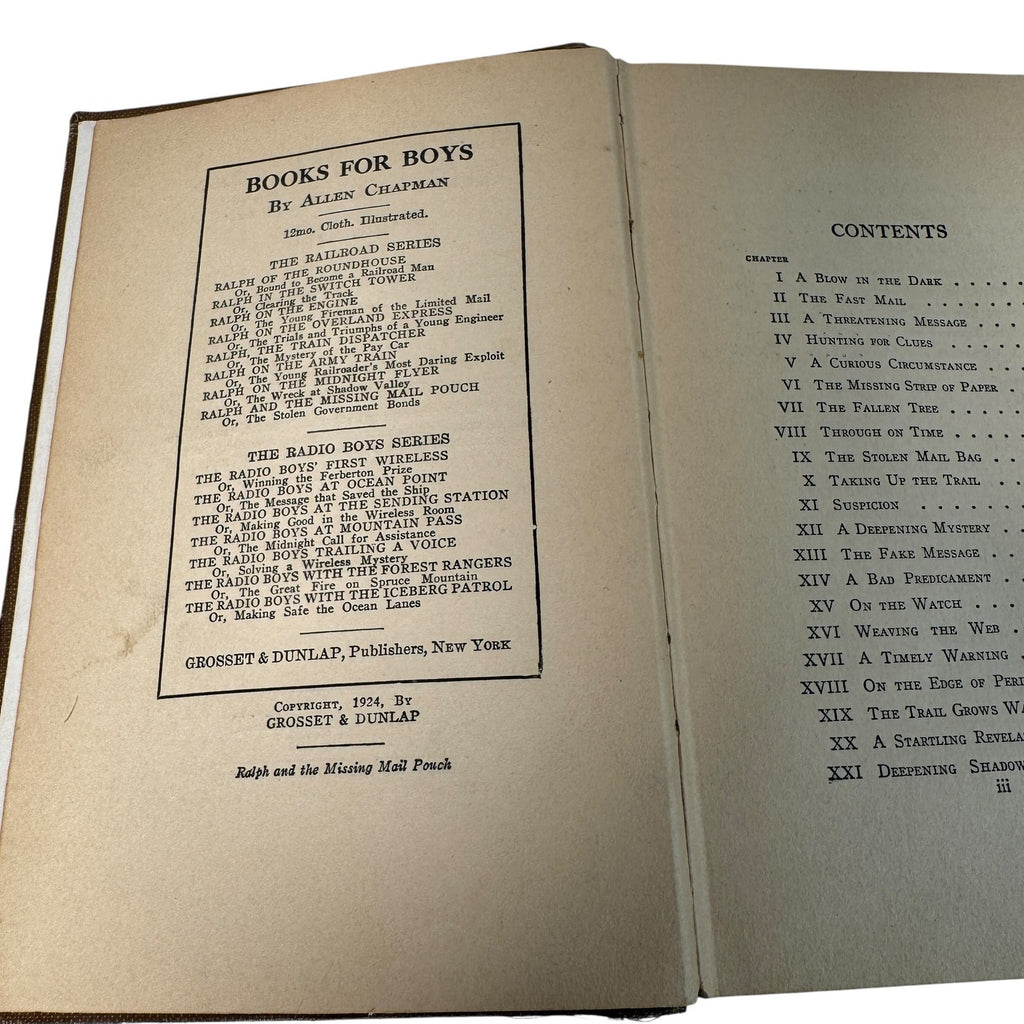 BOOKS FOR BOYS
BY ALLEN CHAPMAN
12mo. Cloth. Illustrated.
THE RAILROAD SERIES
RALPH OF THE ROUNDHOUSE
Or, Bound to Become a Railroad Man
RALPH IN THE SWITCH TOWER
Or, Clearing the Track
RALPH ON THE ENGINE
Or, The Young Fireman of the Limited Mail
RALPH ON THE OVERLAND EXPRESS
Or, The Trials and Triumphs of a Young Engineer
RALPH, THE TRAIN DISPATCHER
Or, The Mystery of the Pay Car
RALPH ON THE ARMY TRAIN
Or, The Young Railroader's Most Daring Exploit
RALPH ON THE MIDNIGHT FLYER
Or, The Wreck at Shadow Valley
RALPH AND THE MISSING MAIL POUCH
Or, The Stolen Government Bonds
THE RADIO BOYS SERIES
THE RADIO BOYS' FIRST WIRELESS
Or, Winning the Ferberton Prize
THE RADIO BOYS AT OCEAN POINT
Or, The Message that Saved the Ship
THE RADIO BOYS AT THE SENDING STATION
Or, Making Good in the Wireless Room
THE RADIO BOYS AT MOUNTAIN PASS
Or, The Midnight Call for Assistance
THE RADIO BOYS TRAILING A VOICE
Or, Solving a Wireless Mystery
THE RADIO BOYS WITH THE FOREST RANGERS
Or, The Great Fire on Spruce Mountain
THE RADIO BOYS WITH THE ICEBERG PATROL
Or, Making Safe the Ocean Lanes
GROSSET & DUNLAP, Publishers, NEW YORK
COPYRIGHT, 1924, BY
GROSSET & DUNLAP
Ralph and the Missing Mail Pouch
CONTENTS
CHAPTER
I A BLOW IN THE DARK . . . .
II THE FAST MAIL . . . . .
III A THREATENING MESSAGE . . .
IV HUNTING FOR CLUES . . . .
V A CURIOUS CIRCUMSTANCE . . .
VI THE MISSING STRIP OF PAPER .
VII THE FALLEN TREE . . . . .
VIII THROUGH ON TIME . . . .
IX THE STOLEN MAIL BAG . .
X TAKING UP THE TRAIL . .
XI SUSPICION . . . . . .
XII A DEEPENING MYSTERY . .
XIII THE FAKE MESSAGE . .
XIV A BAD PREDICAMENT . .
XV ON THE WATCH . . .
XVI WEAVING THE WEB .
XVII A TIMELY WARNING .
XVIII ON THE EDGE OF PERI
XIX THE TRAIL GROWS WA
XX A STARTLING REVELA
XXI DEEPENING SHADOW
iii